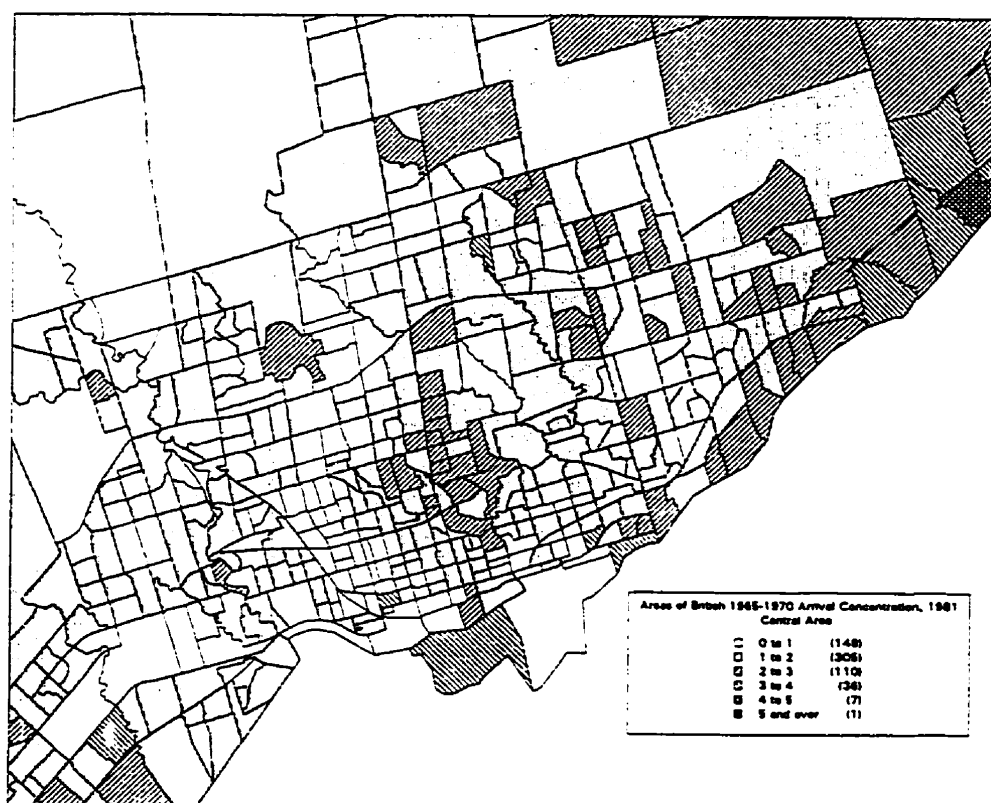 Areas of British 1965-1970 Arrival Concentration, 1981
Central Area
0 to 1 (148)
1 to 2 (305)
2 to 3 (110)
3 to 4 (36)
4 to 5 (7)
5 and over (1)